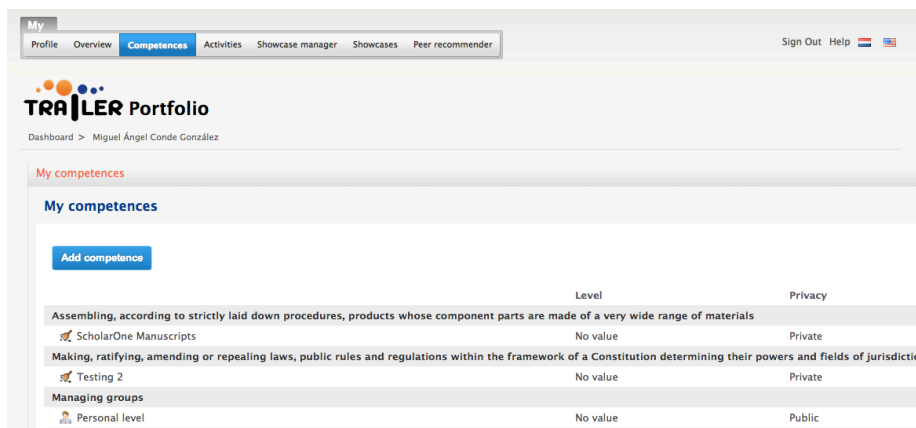 My
Profile Overview Competences Activities Showcase manager Showcases Peer recommender
Sign Out Help
TRAILER Portfolio
Dashboard > Miguel Ángel Conde González
My competences
My competences
Add competence
Level Privacy
Assembling, according to strictly laid down procedures, products whose component parts are made of a very wide range of materials
ScholarOne Manuscripts No value Private
Making, ratifying, amending or repealing laws, public rules and regulations within the framework of a Constitution determining their powers and fields of jurisdicti
Testing 2 No value Private
Managing groups
Personal level No value Public